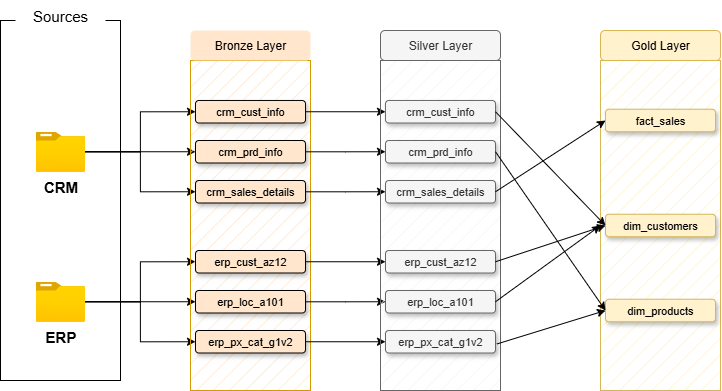 Sources
Bronze Layer
Silver Layer
Gold Layer
crm_cust_info
crm_cust_info
fact_sales
crm_prd_info
crm_prd_info
CRM
crm_sales_details
crm_sales_details
dim_customers
erp_cust_az12
erp_cust_az12
erp_loc_a101
erp_loc_a101
dim_products
ERP
erp_px_cat_g1v2
erp_px_cat_g1v2